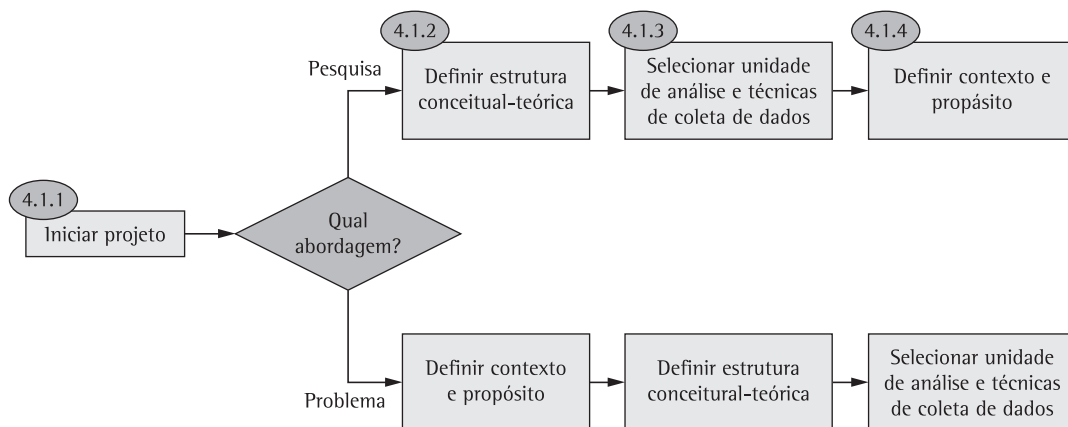 4.1.2
4.1.3
4.1.4
Pesquisa
Definir estrutura
conceitual-teórica
Selecionar unidade
de análise e técnicas
de coleta de dados
Definir contexto e
propásito
4.1.1
Iniciar projeto
Qual
abordagem?
Problema
Definir contexto
e propósito
Definir estrutura
conceitural-teórica
Selecionar unidade
de análise e técnicas
de coleta de dados